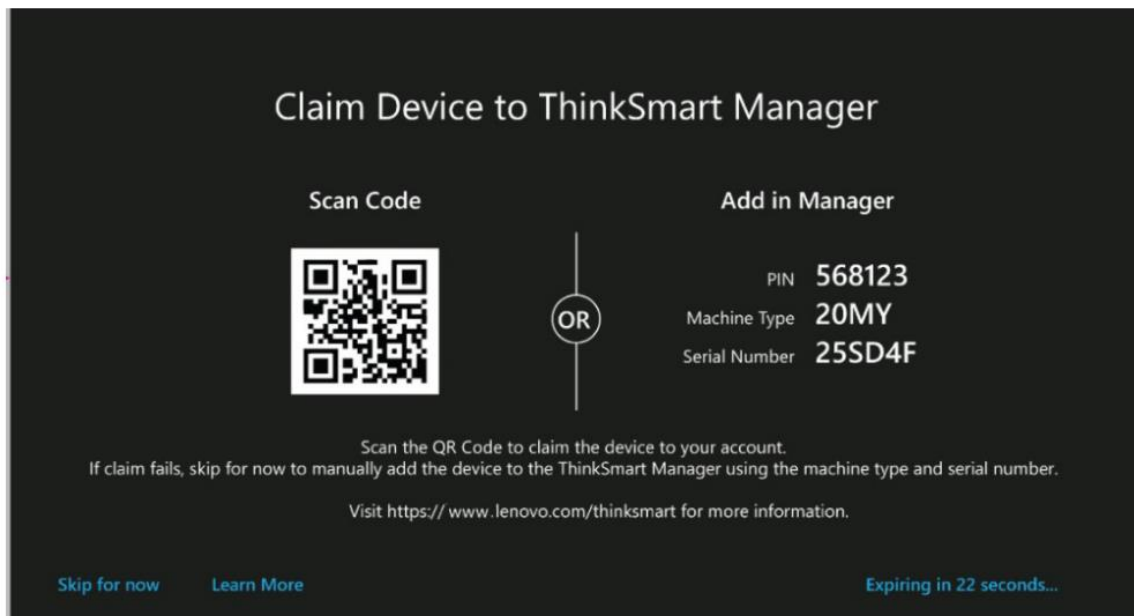 Claim Device to ThinkSmart Manager
Scan Code
Add in Manager
OR
PIN 568123
Machine Type 20MY
Serial Number 25SD4F
Scan the QR Code to claim the device to your account.
If claim fails, skip for now to manually add the device to the ThinkSmart Manager using the machine type and serial number.
Visit https:// www.lenovo.com/thinksmart for more information.
Skip for now
Learn More
Expiring in 22 seconds...